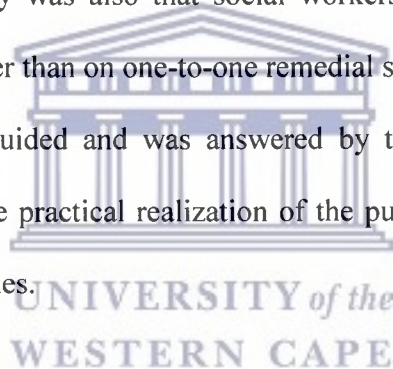 y was also that social workers
er than on one-to-one remedial s
uided and was answered by t
e practical realization of the pu
es.
UNIVERSITY of the
WESTERN CAPE